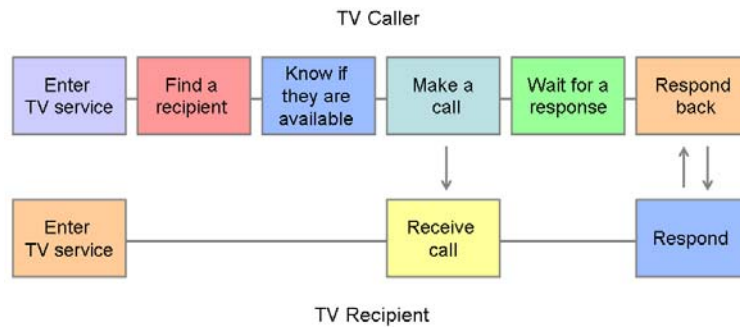 TV Caller
Enter
TV service
Find a
recipient
Know if
they are
available
Make a
call
Wait for a
response
Respond
back
Enter
TV service
Receive
call
Respond
TV Recipient